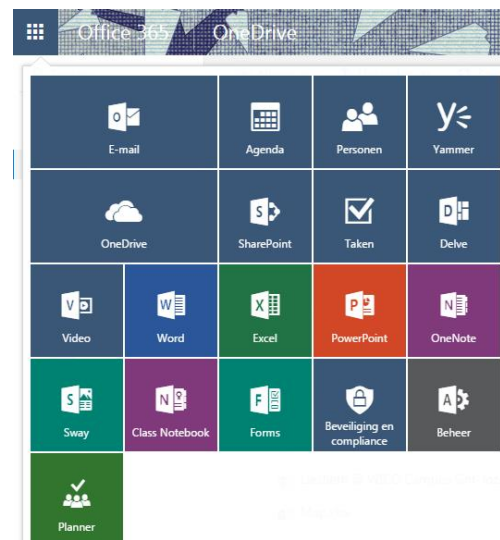 Office 365 OneDrive
E-mail Agenda Personen Yammer
OneDrive SharePoint Taken Delve
Video Word Excel PowerPoint OneNote
Sway Class Notebook Forms Beveiliging en compliance Beheer
Planner